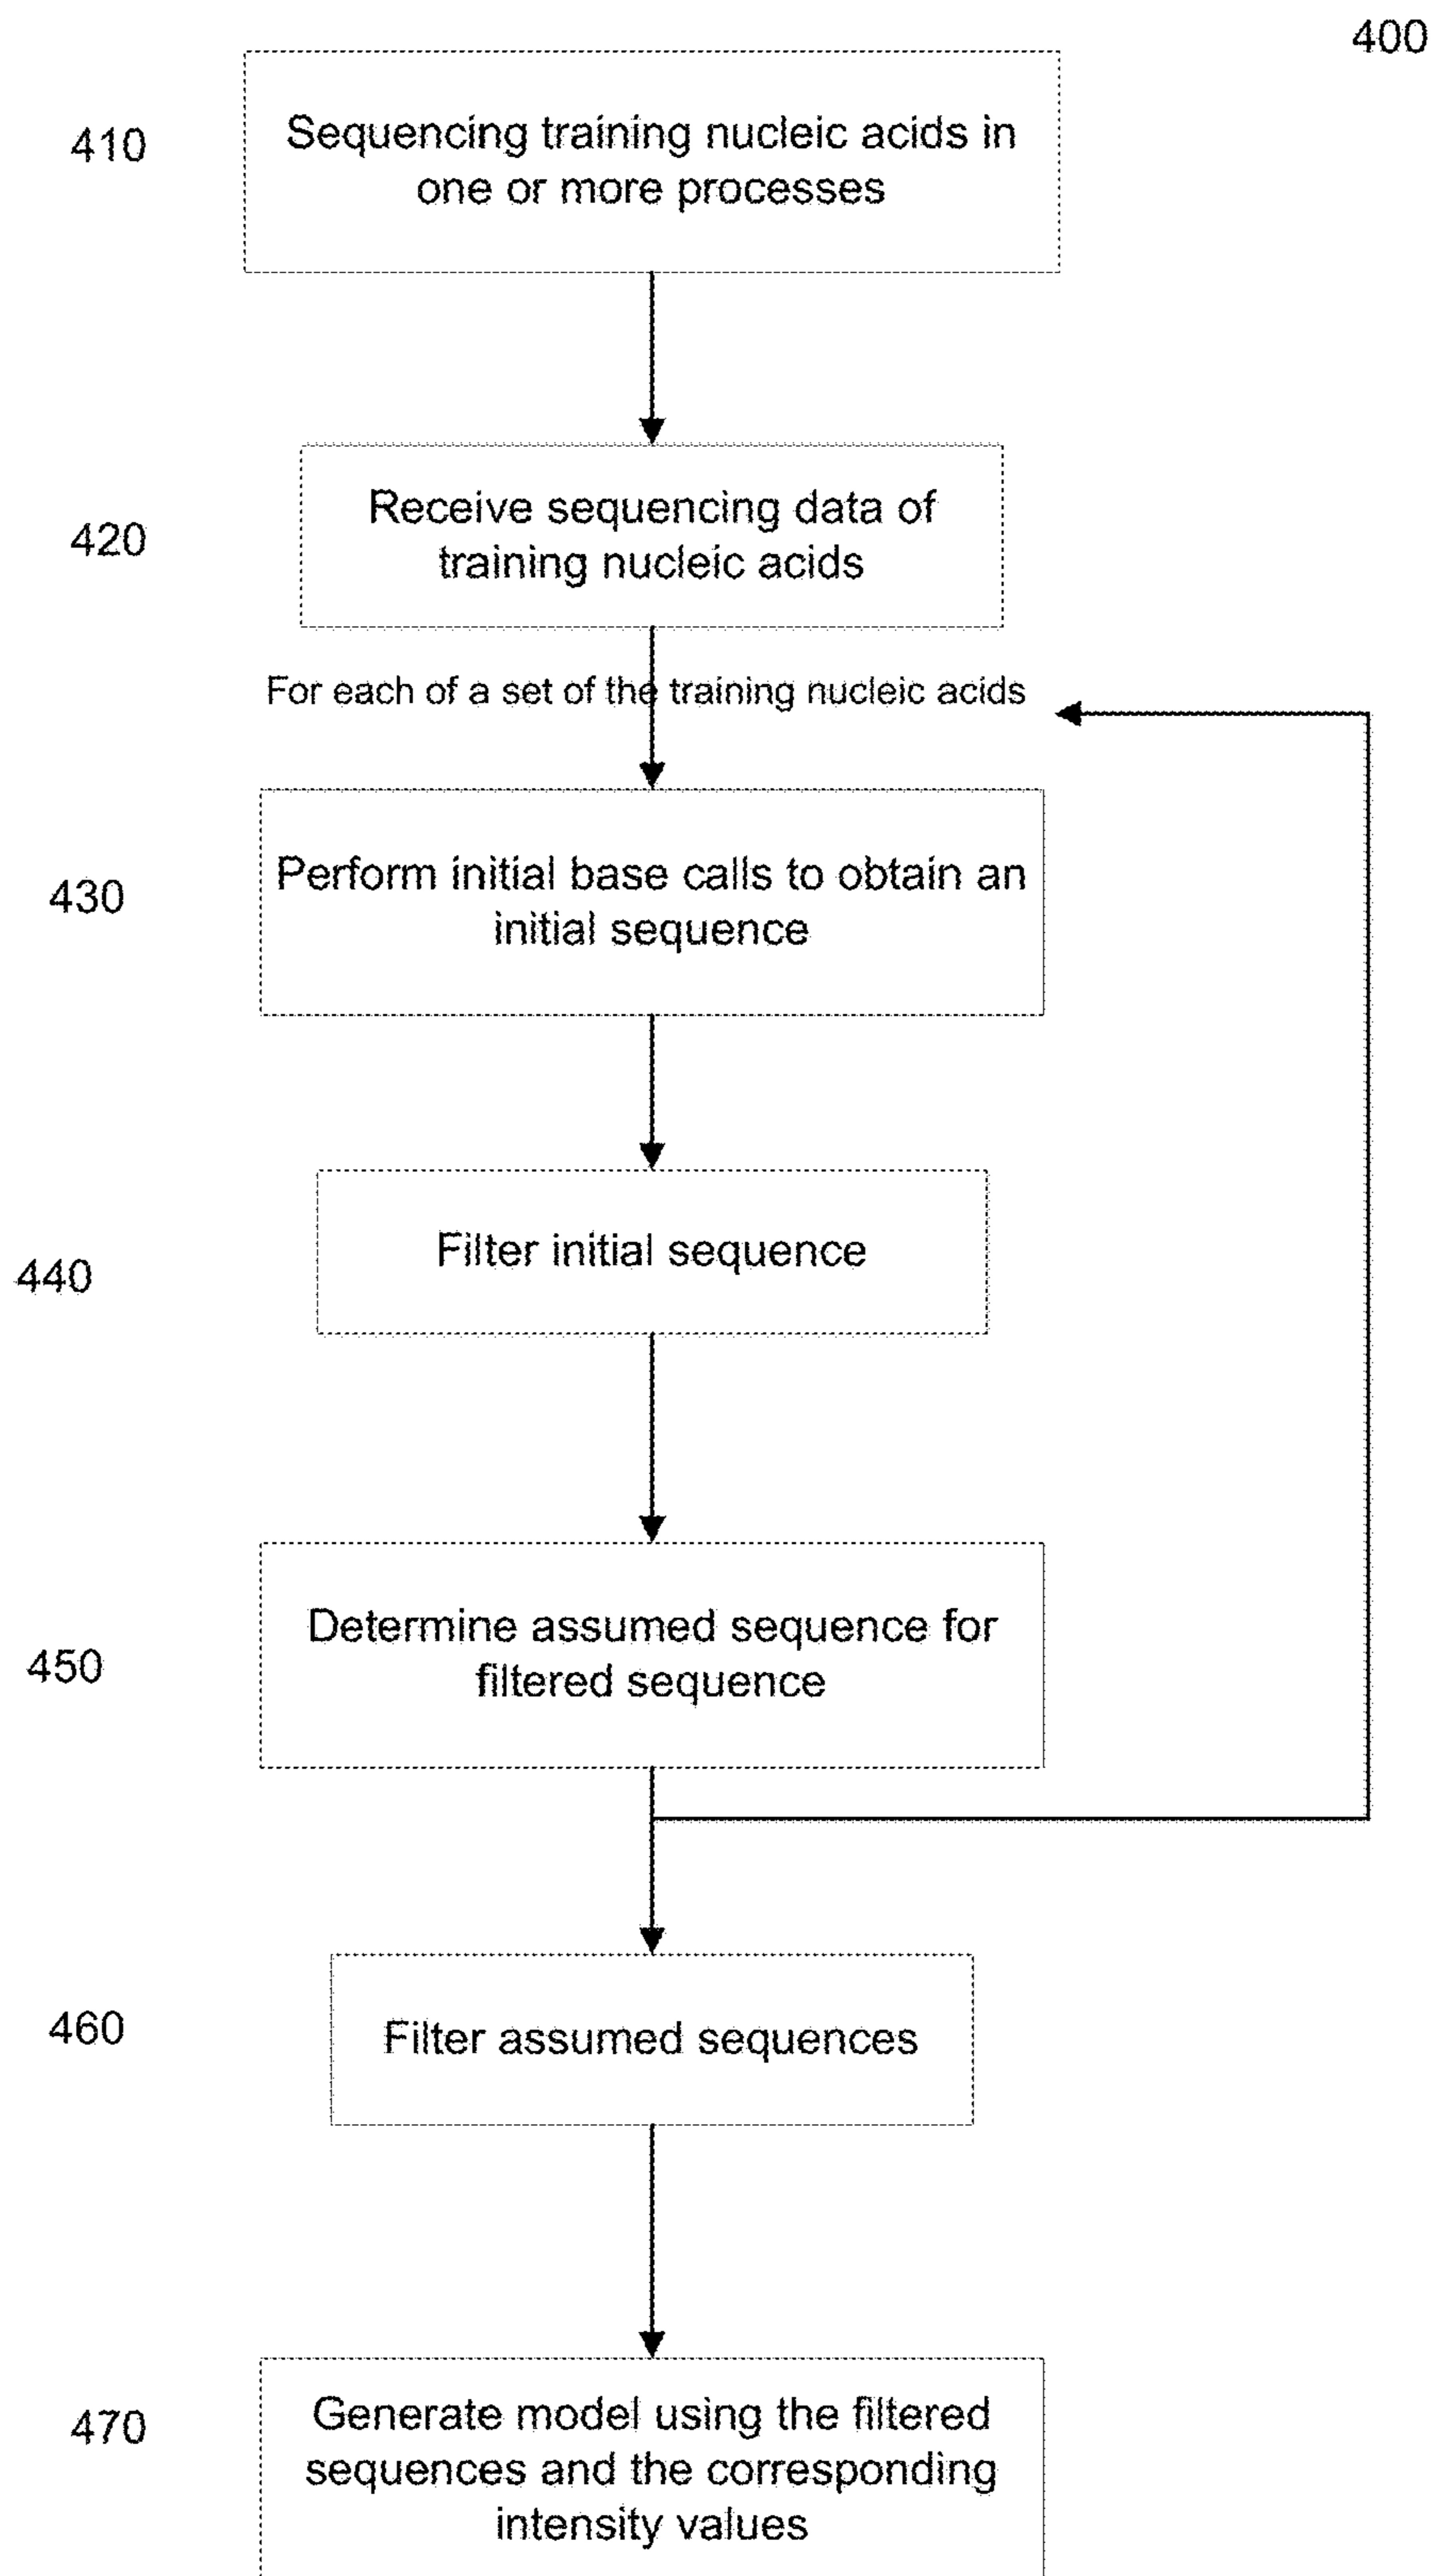 400
410
Sequencing training nucleic acids in
one or more processes
420
Receive sequencing data of
training nucleic acids
For each of a set of the training nucleic acids
430
Perform initial base calls to obtain an
initial sequence
440
Filter initial sequence
450
Determine assumed sequence for
filtered sequence
460
Filter assumed sequences
470
Generate model using the filtered
sequences and the corresponding
intensity values